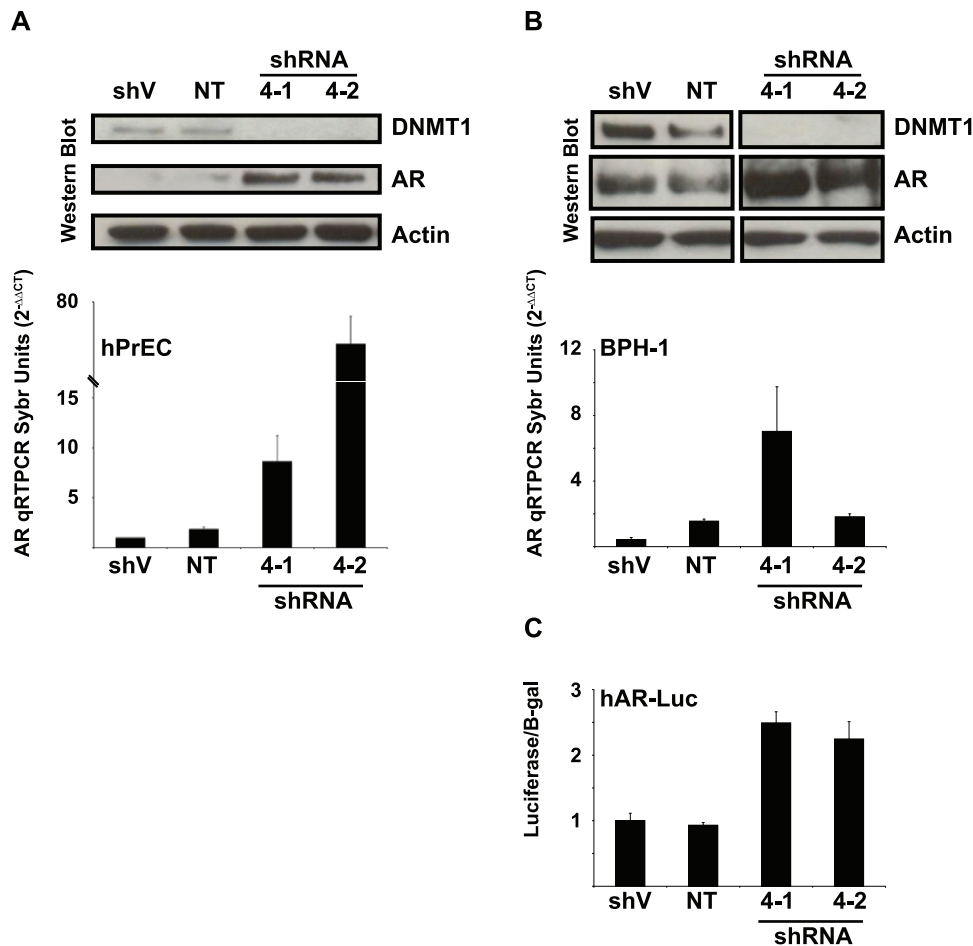 A
shRNA
shV NT 4-1 4-2
Western Blot
DNMT1
AR
Actin
AR qRTPCR Sybr Units (2-ΔΔCT)
80
15
10
5
hPrEC
shV NT 4-1 4-2
shRNA
B
shRNA
shV NT 4-1 4-2
Western Blot
DNMT1
AR
Actin
AR qRTPCR Sybr Units (2-ΔΔCT)
12
8
4
BPH-1
shV NT 4-1 4-2
shRNA
C
Luciferase/B-gal
3
2
1
hAR-Luc
shV NT 4-1 4-2
shRNA